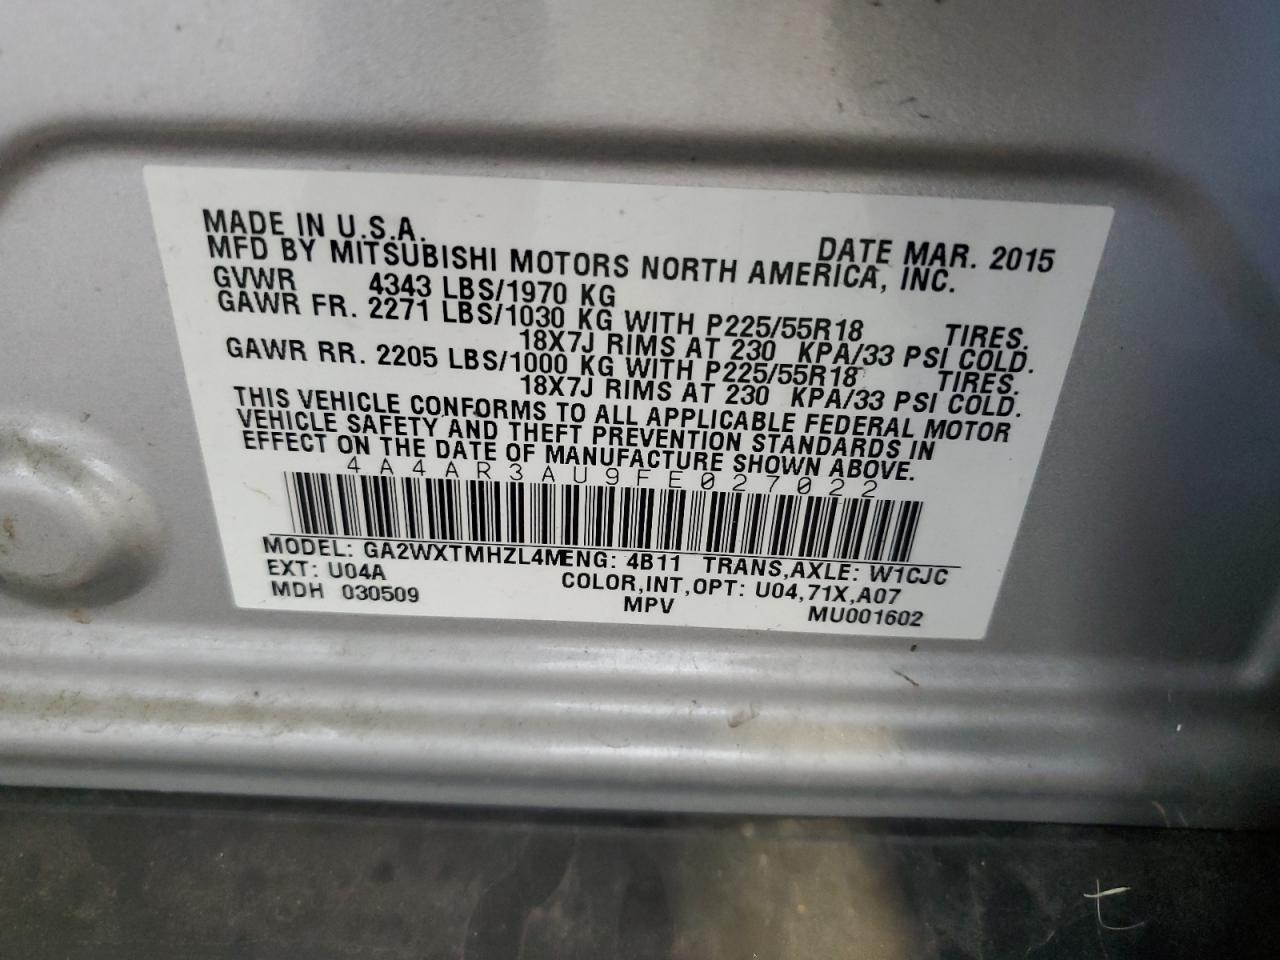 MADE IN U.S.A. DATE MAR. 2015
MFD BY MITSUBISHI MOTORS NORTH AMERICA, INC.
GVWR 4343 LBS/1970 KG
GAWR FR. 2271 LBS/1030 KG WITH P225/55R18 TIRES.
18X7J RIMS AT 230 KPA/33 PSI COLD.
GAWR RR. 2205 LBS/1000 KG WITH P225/55R18 TIRES.
18X7J RIMS AT 230 KPA/33 PSI COLD.
THIS VEHICLE CONFORMS TO ALL APPLICABLE FEDERAL MOTOR
VEHICLE SAFETY AND THEFT PREVENTION STANDARDS IN
EFFECT ON THE DATE OF MANUFACTURE SHOWN ABOVE.
4A4AR3AU9FE027022
MODEL: GA2WXTMHZL4M ENG: 4B11 TRANS,AXLE: W1CJC
EXT: U04A COLOR,INT,OPT: U04,71X,A07
MDH 030509 MPV MU001602